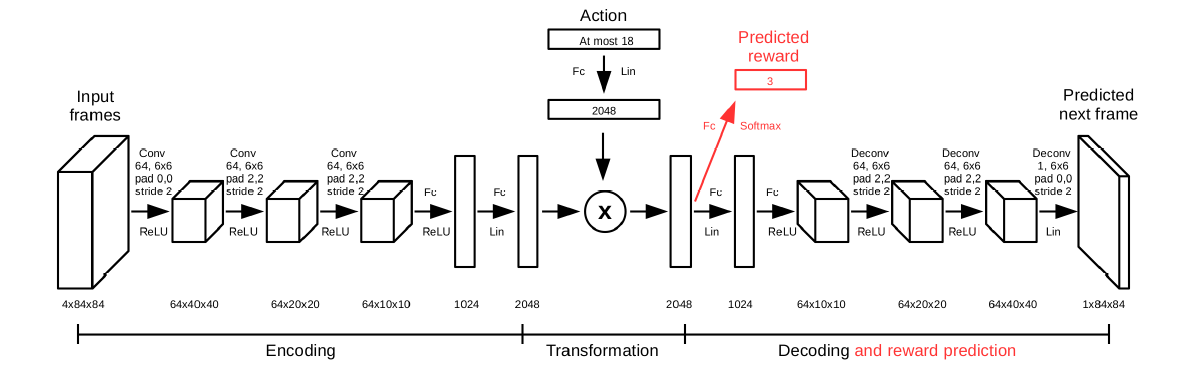 Action
At most 18
Fc
Lin
2048
Predicted
reward
3
Fc
Softmax
Input
frames
Predicted
next frame
Conv
64, 6x6
pad 0,0
stride 2
ReLU
Conv
64, 6x6
pad 2,2
stride 2
ReLU
Conv
64, 6x6
pad 2,2
stride 2
ReLU
Fc
ReLU
Fc
Lin
x
Fc
Lin
Fc
ReLU
Deconv
64, 6x6
pad 2,2
stride 2
ReLU
Deconv
64, 6x6
pad 2,2
stride 2
ReLU
Deconv
1, 6x6
pad 0,0
stride 2
Lin
4x84x84
64x40x40
64x20x20
64x10x10
1024
2048
2048
1024
64x10x10
64x20x20
64x40x40
1x84x84
Encoding
Transformation
Decoding and reward prediction